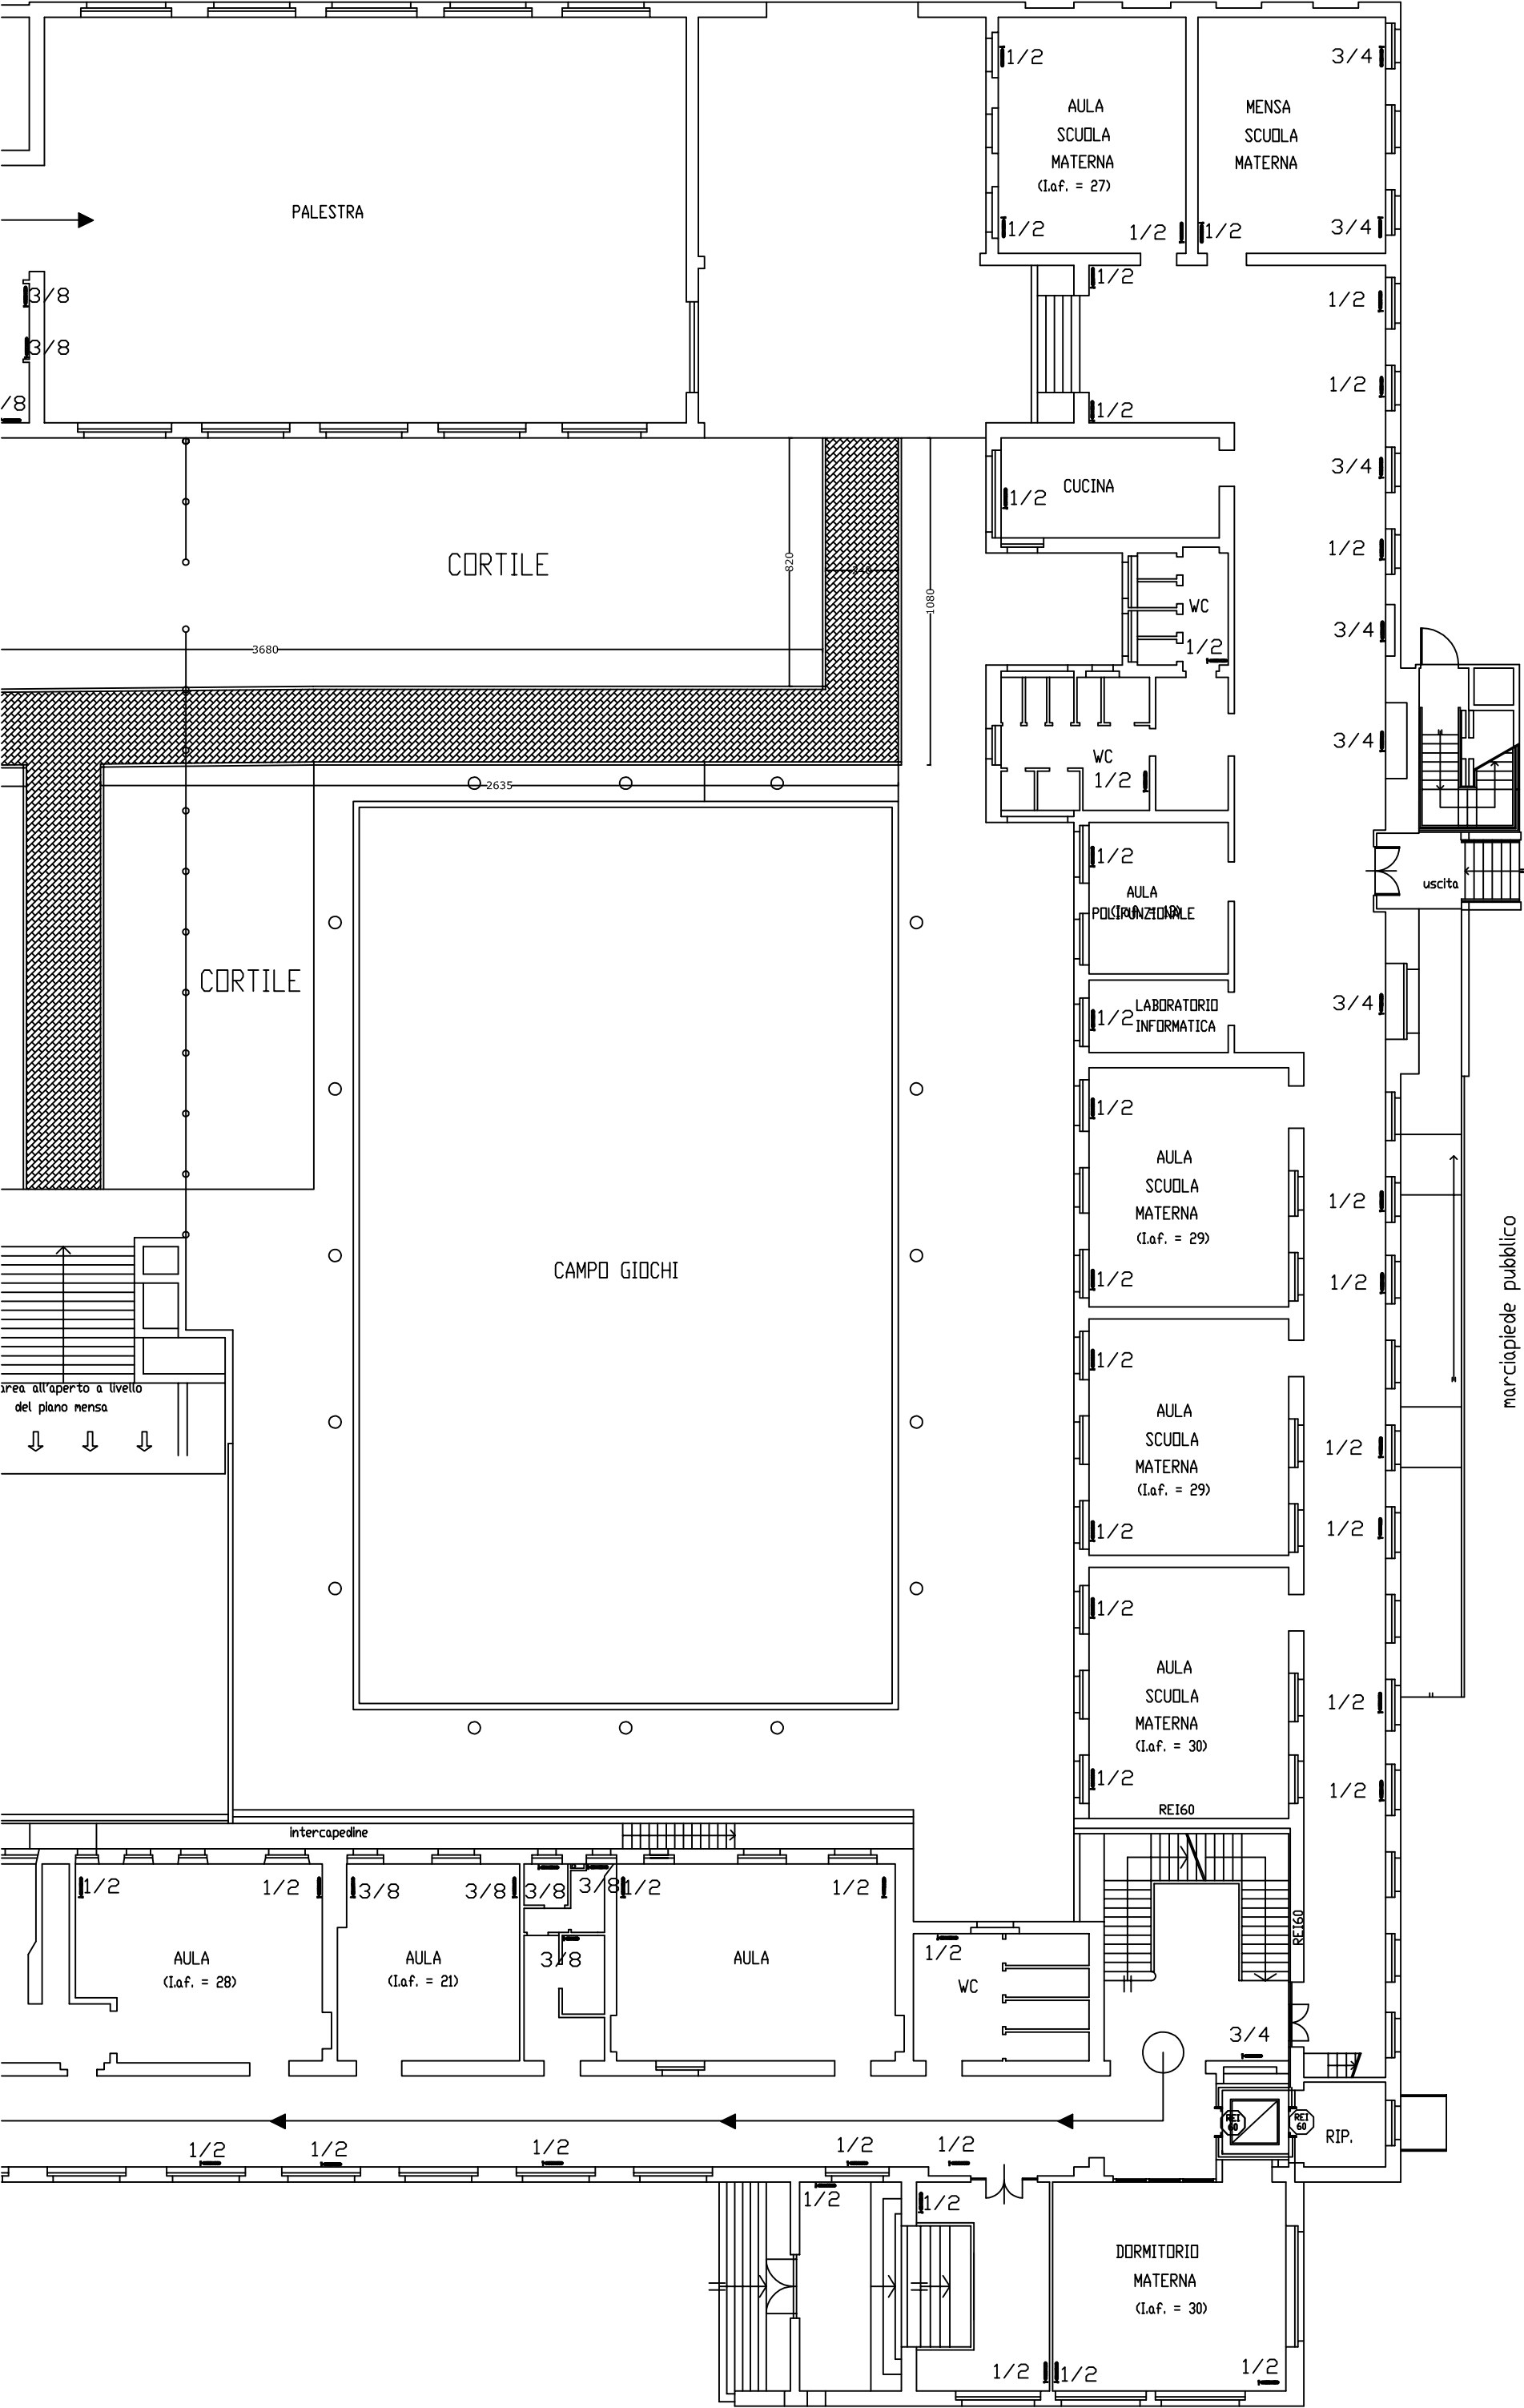 1/2
3/4
AULA
SCUOLA
MATERNA
(I.af. = 27)
MENSA
SCUOLA
MATERNA
PALESTRA
1/2
1/2
1/2
3/4
1/2
3/8
1/2
3/8
1/2
/8
1/2
3/4
1/2
CUCINA
CORTILE
820
1/2
1080
WC
3680
1/2
3/4
3/4
WC
1/2
2635
1/2
uscita
AULA
POLIFUNZIONALE
CORTILE
3/4
1/2
LABORATORIO
INFORMATICA
1/2
AULA
SCUOLA
MATERNA
(I.af. = 29)
1/2
CAMPO GIOCHI
1/2
1/2
marciapiede pubblico
1/2
area all'aperto a livello
del piano mensa
AULA
SCUOLA
MATERNA
(I.af. = 29)
1/2
1/2
1/2
1/2
AULA
SCUOLA
MATERNA
(I.af. = 30)
1/2
1/2
1/2
REI60
intercapedine
1/2
1/2
3/8
3/8
3/8
3/8
1/2
1/2
REI60
AULA
(I.af. = 28)
AULA
(I.af. = 21)
3/8
AULA
1/2
WC
3/4
REI
60
REI
60
RIP.
1/2
1/2
1/2
1/2
1/2
1/2
1/2
DORMITORIO
MATERNA
(I.af. = 30)
1/2
1/2
1/2